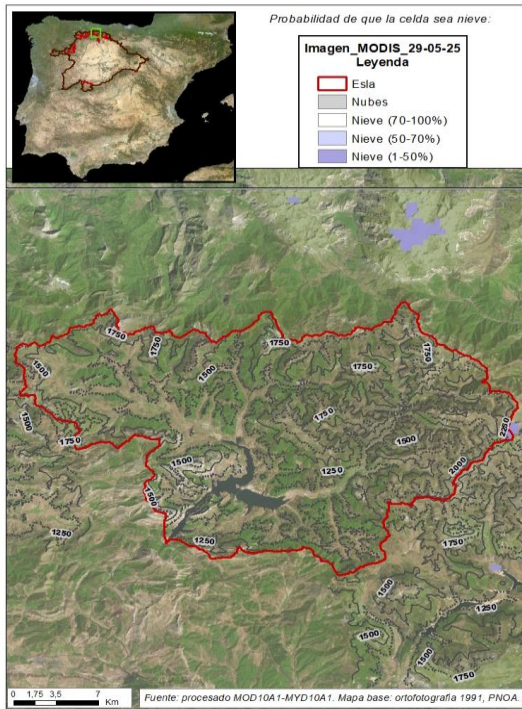 Probabilidad de que la celda sea nieve:
Imagen_MODIS_29-05-25
Leyenda
Esla
Nubes
Nieve (70-100%)
Nieve (50-70%)
Nieve (1-50%)
1750
1750
1500
1500
1750
1750
1750
1500
1750
1750
1500
2250
1500
1250
2000
1500
1250
1250
1750
1500
1250
1500
1500
1750
0 1,75 3,5 7
Km
Fuente: procesado MOD10A1-MYD10A1. Mapa base: ortofotografía 1991, PNOA.